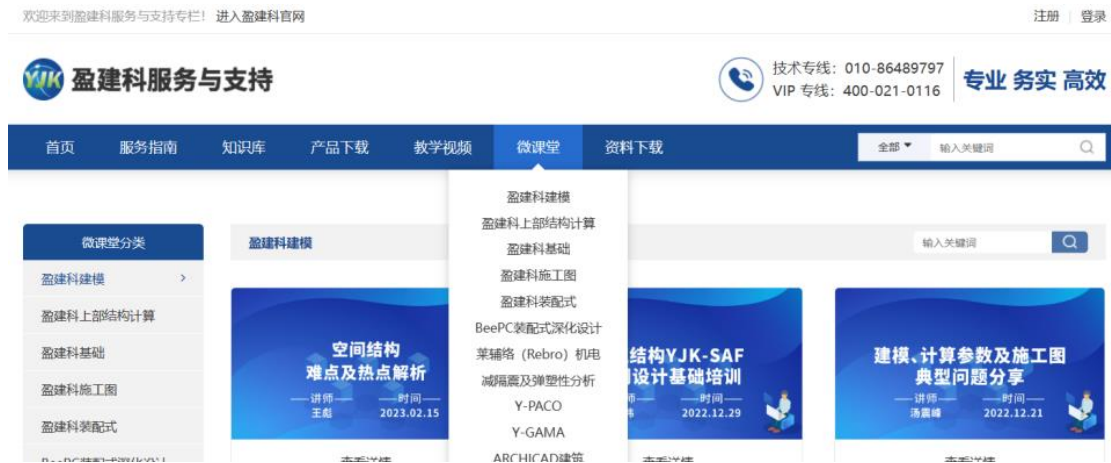 欢迎来到盈建科服务与支持专栏! 进入盈建科官网 注册 登录
YJK 盈建科服务与支持
技术专线：010-86489797
VIP 专线：400-021-0116
专业 务实 高效
首页 服务指南 知识库 产品下载 教学视频 微课堂 资料下载 全部 输入关键词
盈建科建模
盈建科上部结构计算
盈建科基础
盈建科施工图
盈建科装配式
BeePC装配式深化设计
莱辅络（Rebro）机电
减隔震及弹塑性分析
Y-PACO
Y-GAMA
ARCHICAD建筑
微课堂分类
盈建科建模
盈建科上部结构计算
盈建科基础
盈建科施工图
盈建科装配式
盈建科建模 输入关键词
空间结构
难点及热点解析
讲师 时间
王彪 2023.02.15
结构YJK-SAF
设计基础培训
时间
2022.12.29
建模、计算参数及施工图
典型问题分享
讲师 时间
汤震峰 2022.12.21